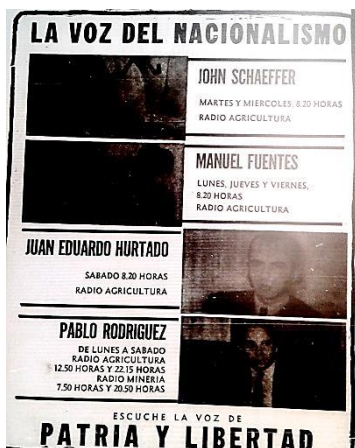 LA VOZ DEL NACIONALISMO
JOHN SCHAEFFER
MARTES Y MIERCOLES, 8.20 HORAS
RADIO AGRICULTURA
MANUEL FUENTES
LUNES, JUEVES Y VIERNES,
8.20 HORAS
RADIO AGRICULTURA
JUAN EDUARDO HURTADO
SABADO 8.20 HORAS
RADIO AGRICULTURA
PABLO RODRIGUEZ
DE LUNES A SABADO
RADIO AGRICULTURA
12.50 HORAS Y 22.15 HORAS
RADIO MINERIA
7.50 HORAS Y 20.50 HORAS
ESCUCHE LA VOZ DE
PATRIA Y LIBERTAD